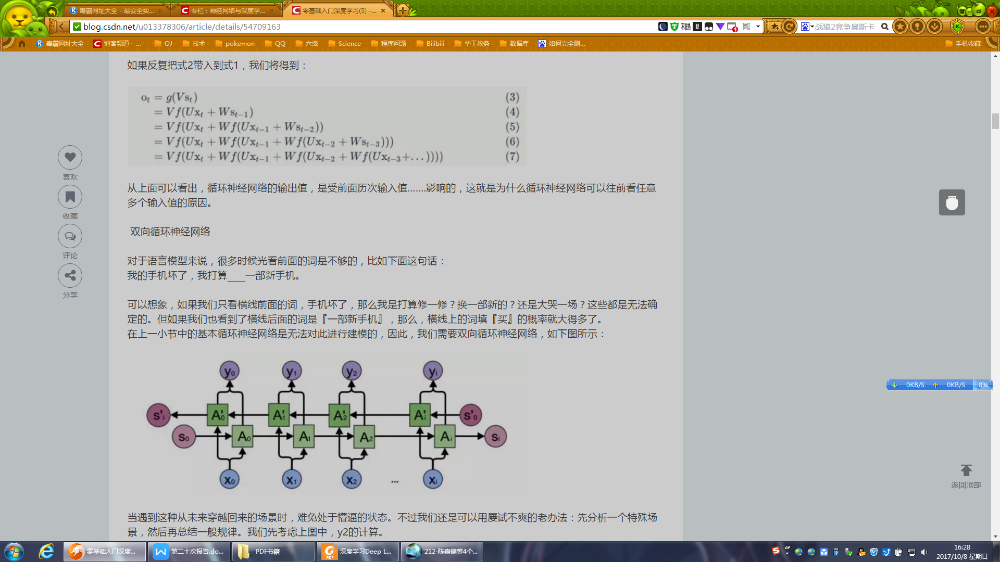 毒霸网址大全 - 最安全实...
专栏：神经网络与深度学...
零基础入门深度学习(5) -...
blog.csdn.net/u013378306/article/details/54709163
战狼2竞争奥斯卡
毒霸网址大全
博客频道 - ...
OJ
技术
pokemon
QQ
六级
Science
程序问题
Bilibili
华工教务
数据库
如何完全删...
手机收藏
如果反复把式2带入到式1，我们将得到：
o_t = g(Vs_t) (3)
= Vf(Ux_t + Ws_{t-1}) (4)
= Vf(Ux_t + Wf(Ux_{t-1} + Ws_{t-2})) (5)
= Vf(Ux_t + Wf(Ux_{t-1} + Wf(Ux_{t-2} + Ws_{t-3}))) (6)
= Vf(Ux_t + Wf(Ux_{t-1} + Wf(Ux_{t-2} + Wf(Ux_{t-3}+...)))) (7)
喜欢
收藏
评论
分享
从上面可以看出，循环神经网络的输出值，是受前面历次输入值.......影响的，这就是为什么循环神经网络可以往前看任意
多个输入值的原因。
双向循环神经网络
对于语言模型来说，很多时候光看前面的词是不够的，比如下面这句话：
我的手机坏了，我打算____一部新手机。
可以想象，如果我们只看横线前面的词，手机坏了，那么我是打算修一修？换一部新的？还是大哭一场？这些都是无法确
定的。但如果我们也看到了横线后面的词是『一部新手机』，那么，横线上的词填『买』的概率就大得多了。
在上一小节中的基本循环神经网络是无法对此进行建模的，因此，我们需要双向循环神经网络，如下图所示：
y0 y1 y2 yi
s'i A'0 A'1 A'2 A'i s'0
s0 A0 A1 A2 Ai si
x0 x1 x2 ... xi
0KB/S 0KB/S 8%
返回顶部
当遇到这种从未来穿越回来的场景时，难免处于懵逼的状态。不过我们还是可以用屡试不爽的老办法：先分析一个特殊场
景，然后再总结一般规律。我们先考虑上图中，y2的计算。
零基础入门深度...
第二十次报告.do...
PDF书籍
深度学习Deep L...
212-陈嘉健等4个...
16:28
2017/10/8 星期日